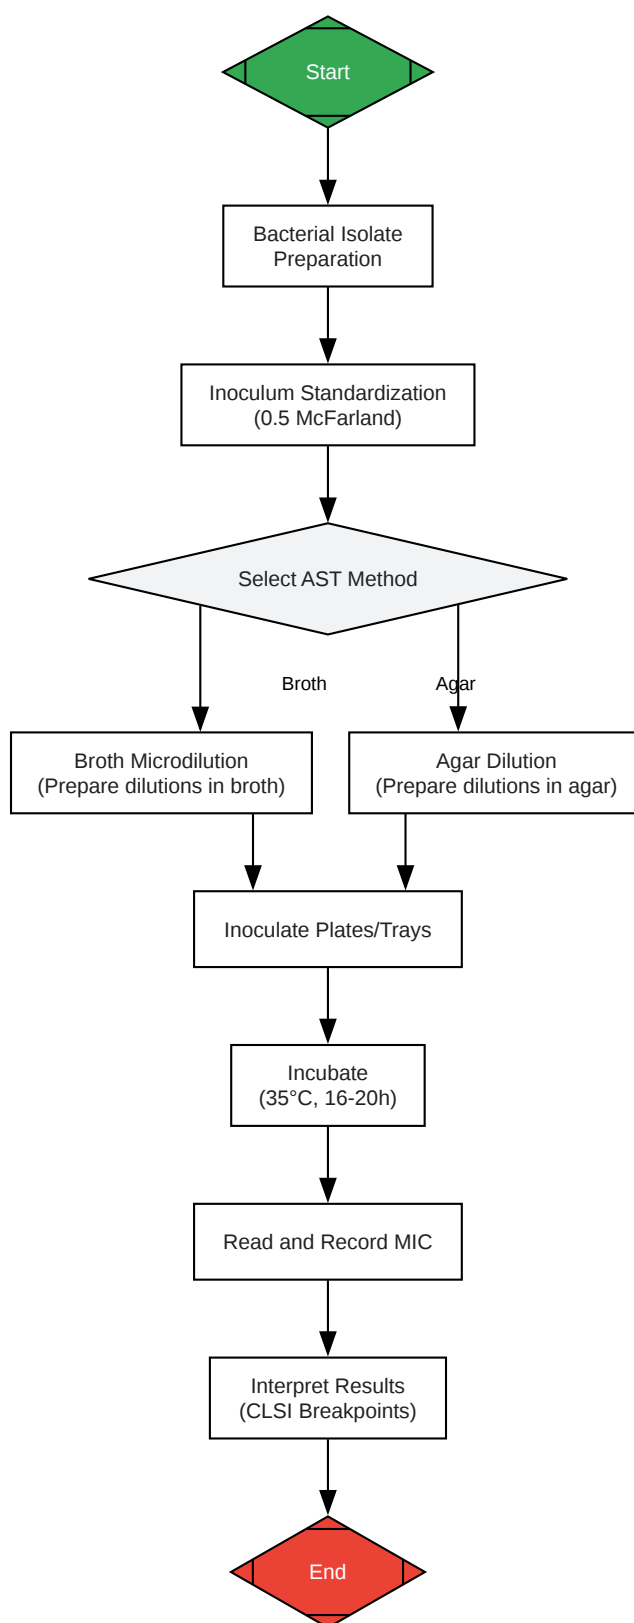 Start
Bacterial Isolate
Preparation
Inoculum Standardization
(0.5 McFarland)
Select AST Method
Broth
Agar
Broth Microdilution
(Prepare dilutions in broth)
Agar Dilution
(Prepare dilutions in agar)
Inoculate Plates/Trays
Incubate
(35°C, 16-20h)
Read and Record MIC
Interpret Results
(CLSI Breakpoints)
End